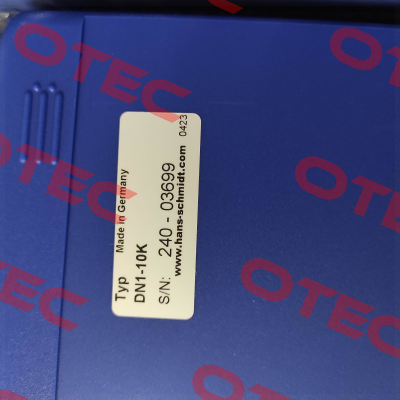 Typ Made in Germany
DN1-10K
S/N: 240 - 03699
www.hans-schmidt.com 0423
OTEC
OTEC
OTEC
OTEC
OTEC